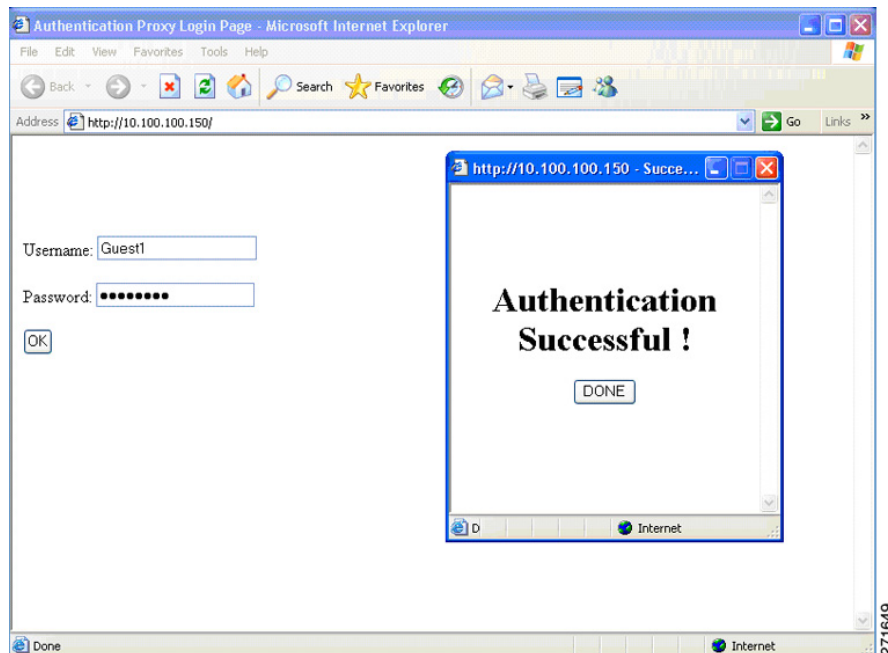 Authentication Proxy Login Page - Microsoft Internet Explorer
File Edit View Favorites Tools Help
Back Search Favorites
Address http://10.100.100.150/ Go Links »
http://10.100.100.150 - Succe...
Username: Guest1
Password: ●●●●●●●●
OK
Authentication
Successful !
DONE
D Internet
Done Internet
271649